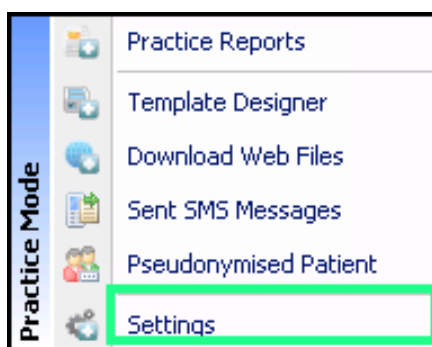 Practice Mode
Practice Reports
Template Designer
Download Web Files
Sent SMS Messages
Pseudonymised Patient
Settings